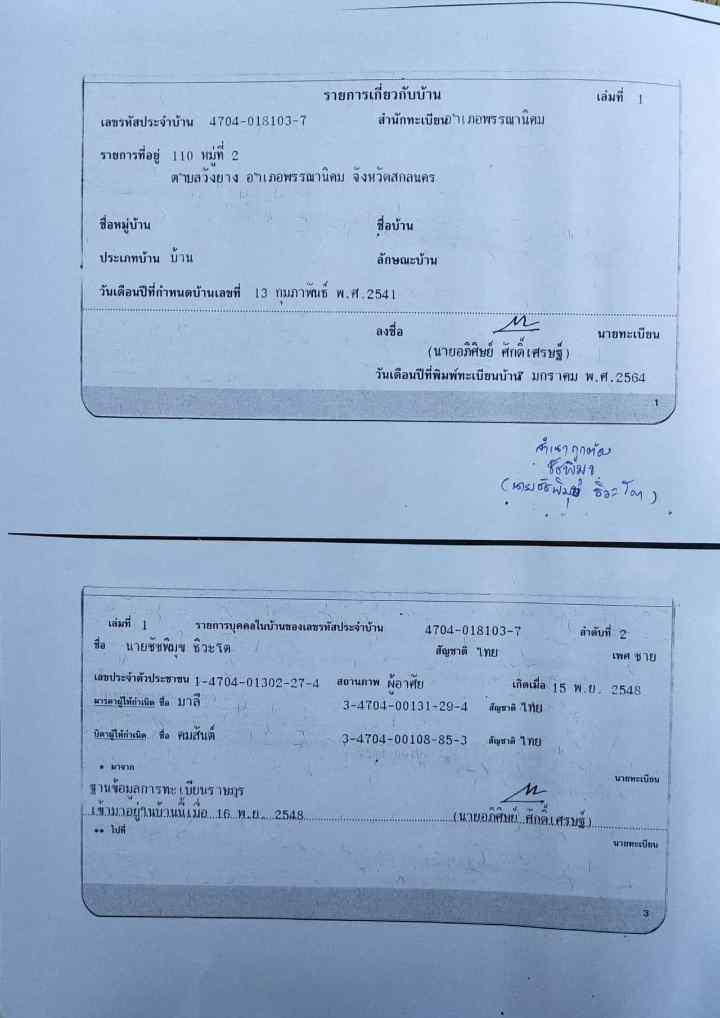 รายการเกี่ยวกับบ้าน เล่มที่ 1
เลขรหัสประจำบ้าน 4704-018103-7 สำนักทะเบียน อำเภอพรรณานิคม
รายการที่อยู่ 110 หมู่ที่ 2
ตำบลวังยาง อำเภอพรรณานิคม จังหวัดสกลนคร
ชื่อหมู่บ้าน ชื่อบ้าน
ประเภทบ้าน บ้าน ลักษณะบ้าน
วันเดือนปีที่กำหนดบ้านเลขที่ 13 กุมภาพันธ์ พ.ศ.2541
ลงชื่อ นายทะเบียน
(นายอภิศิษย์ ศักดิ์เศรษฐ์)
วันเดือนปีที่พิมพ์ทะเบียนบ้าน มกราคม พ.ศ.2564
1
สำเนาถูกต้อง
ชัชพิมุข
(นายชัชพิมุข ชิวะโต)
เล่มที่ 1 รายการบุคคลในบ้านของเลขรหัสประจำบ้าน 4704-018103-7 ลำดับที่ 2
ชื่อ นายชัชพิมุข ชิวะโต สัญชาติ ไทย เพศ ชาย
เลขประจำตัวประชาชน 1-4704-01302-27-4 สถานภาพ ผู้อาศัย เกิดเมื่อ 15 พ.ย. 2548
มารดาผู้ให้กำเนิด ชื่อ มาลี 3-4704-00131-29-4 สัญชาติ ไทย
บิดาผู้ให้กำเนิด ชื่อ คมสันต์ 3-4704-00108-85-3 สัญชาติ ไทย
* มาจาก นายทะเบียน
ฐานข้อมูลการทะเบียนราษฎร
เข้ามาอยู่ในบ้านนี้เมื่อ 16 พ.ย. 2548 (นายอภิศิษย์ ศักดิ์เศรษฐ์)
** ไปที่ นายทะเบียน
3